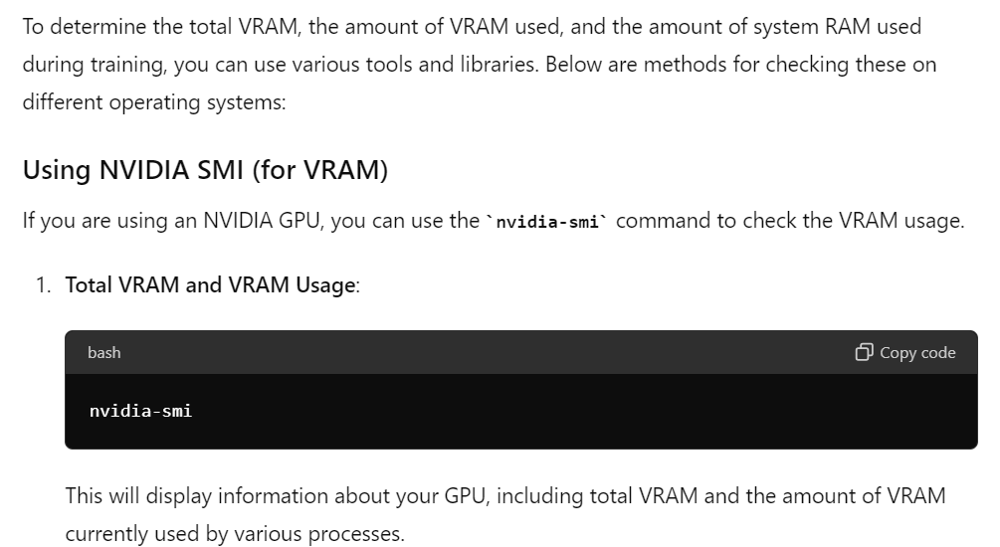 To determine the total VRAM, the amount of VRAM used, and the amount of system RAM used
during training, you can use various tools and libraries. Below are methods for checking these on
different operating systems:
Using NVIDIA SMI (for VRAM)
If you are using an NVIDIA GPU, you can use the `nvidia-smi` command to check the VRAM usage.
1. Total VRAM and VRAM Usage:
bash Copy code
nvidia-smi
This will display information about your GPU, including total VRAM and the amount of VRAM
currently used by various processes.